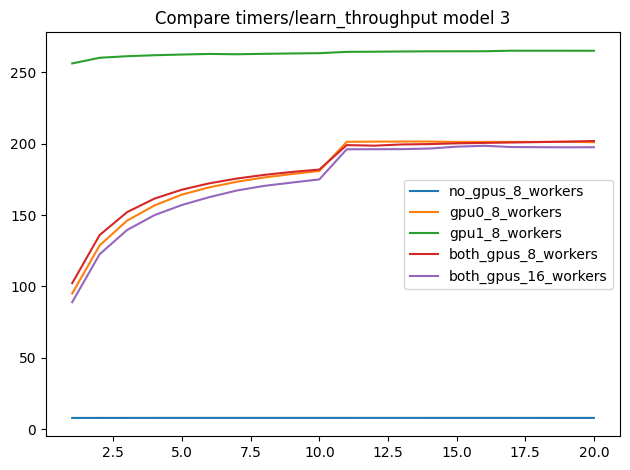 Compare timers/learn_throughput model 3
250
200
150
100
50
0
no_gpus_8_workers
gpu0_8_workers
gpu1_8_workers
both_gpus_8_workers
both_gpus_16_workers
2.5 5.0 7.5 10.0 12.5 15.0 17.5 20.0